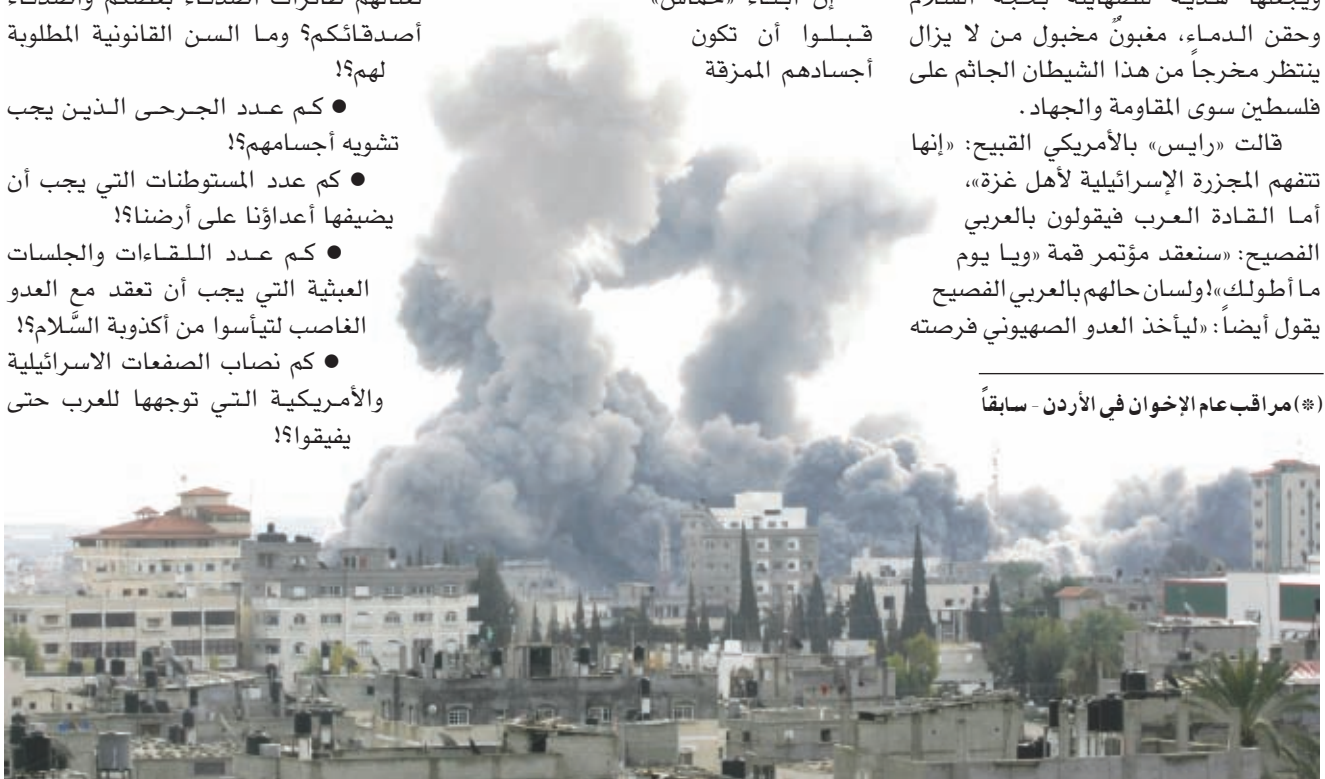 ويجعلها هدية للصهاينة بحجة السلام
وحقن الدماء، مغبونٌ مخبول من لا يزال
ينتظر مخرجاً من هذا الشيطان الجاثم على
فلسطين سوى المقاومة والجهاد.
قالت «رايس» بالأمريكي القبيح: «إنها
تتفهم المجزرة الإسرائيلية لأهل غزة»،
أما القادة العرب فيقولون بالعربي
الفصيح: «سنعقد مؤتمر قمة «ويا يوم
ما أطولك»! ولسان حالهم بالعربي الفصيح
يقول أيضاً: «ليأخذ العدو الصهيوني فرصته
(*) مراقب عام الإخوان في الأردن - سابقاً
إن أبناء «حماس»
قبلوا أن تكون
أجسادهم الممزقة
أصدقائكم؟ وما السن القانونية المطلوبة
لهم؟!
● كم عدد الجرحى الذين يجب
تشويه أجسامهم؟!
● كم عدد المستوطنات التي يجب أن
يضيفها أعداؤنا على أرضنا؟!
● كم عدد اللقاءات والجلسات
العبثية التي يجب أن تعقد مع العدو
الغاصب لتيأسوا من أكذوبة السَّلام؟!
● كم نصاب الصفعات الاسرائيلية
والأمريكية التي توجهها للعرب حتى
يفيقوا؟!